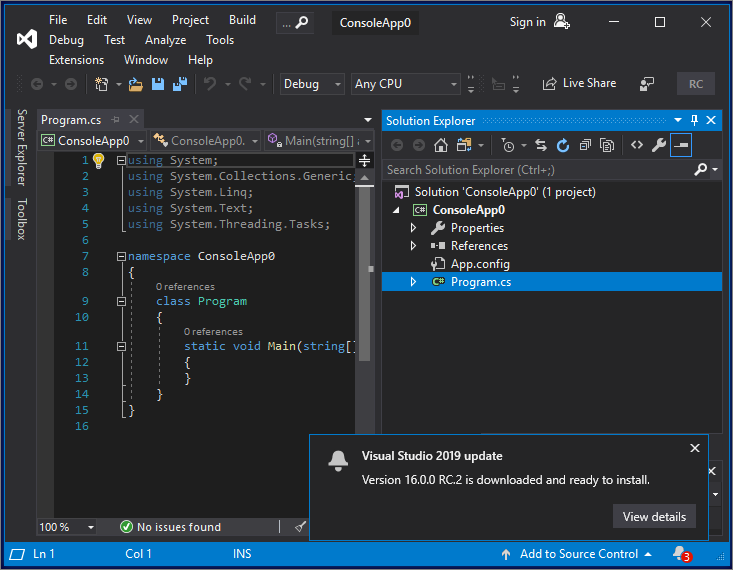 File Edit View Project Build ... ConsoleApp0 Sign in
Debug Test Analyze Tools
Extensions Window Help
Debug Any CPU Live Share RC
Server Explorer
Toolbox
Program.cs
ConsoleApp0 ConsoleApp0. Main(string[] a
1 using System;
2 using System.Collections.Generic;
3 using System.Linq;
4 using System.Text;
5 using System.Threading.Tasks;
6
7 namespace ConsoleApp0
8 {
0 references
9 class Program
10 {
0 references
11 static void Main(string[]
12 {
13 }
14 }
15 }
16
100 % No issues found
Solution Explorer
Search Solution Explorer (Ctrl+;)
Solution 'ConsoleApp0' (1 project)
C# ConsoleApp0
Properties
References
App.config
C# Program.cs
Visual Studio 2019 update
Version 16.0.0 RC.2 is downloaded and ready to install.
View details
Ln 1 Col 1 INS Add to Source Control 3